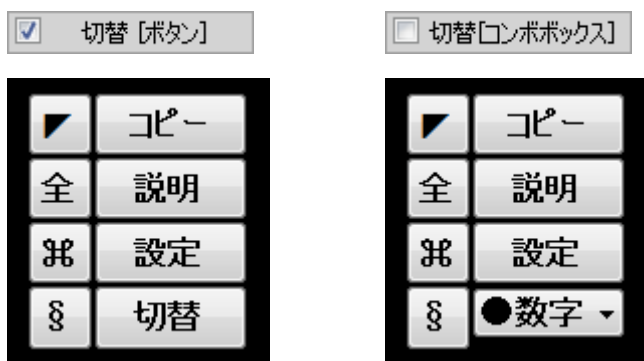 切替 [ボタン]
切替[コンボボックス]
◤ コピー
全 説明
⌘ 設定
§ 切替
◤ コピー
全 説明
⌘ 設定
§ ●数字